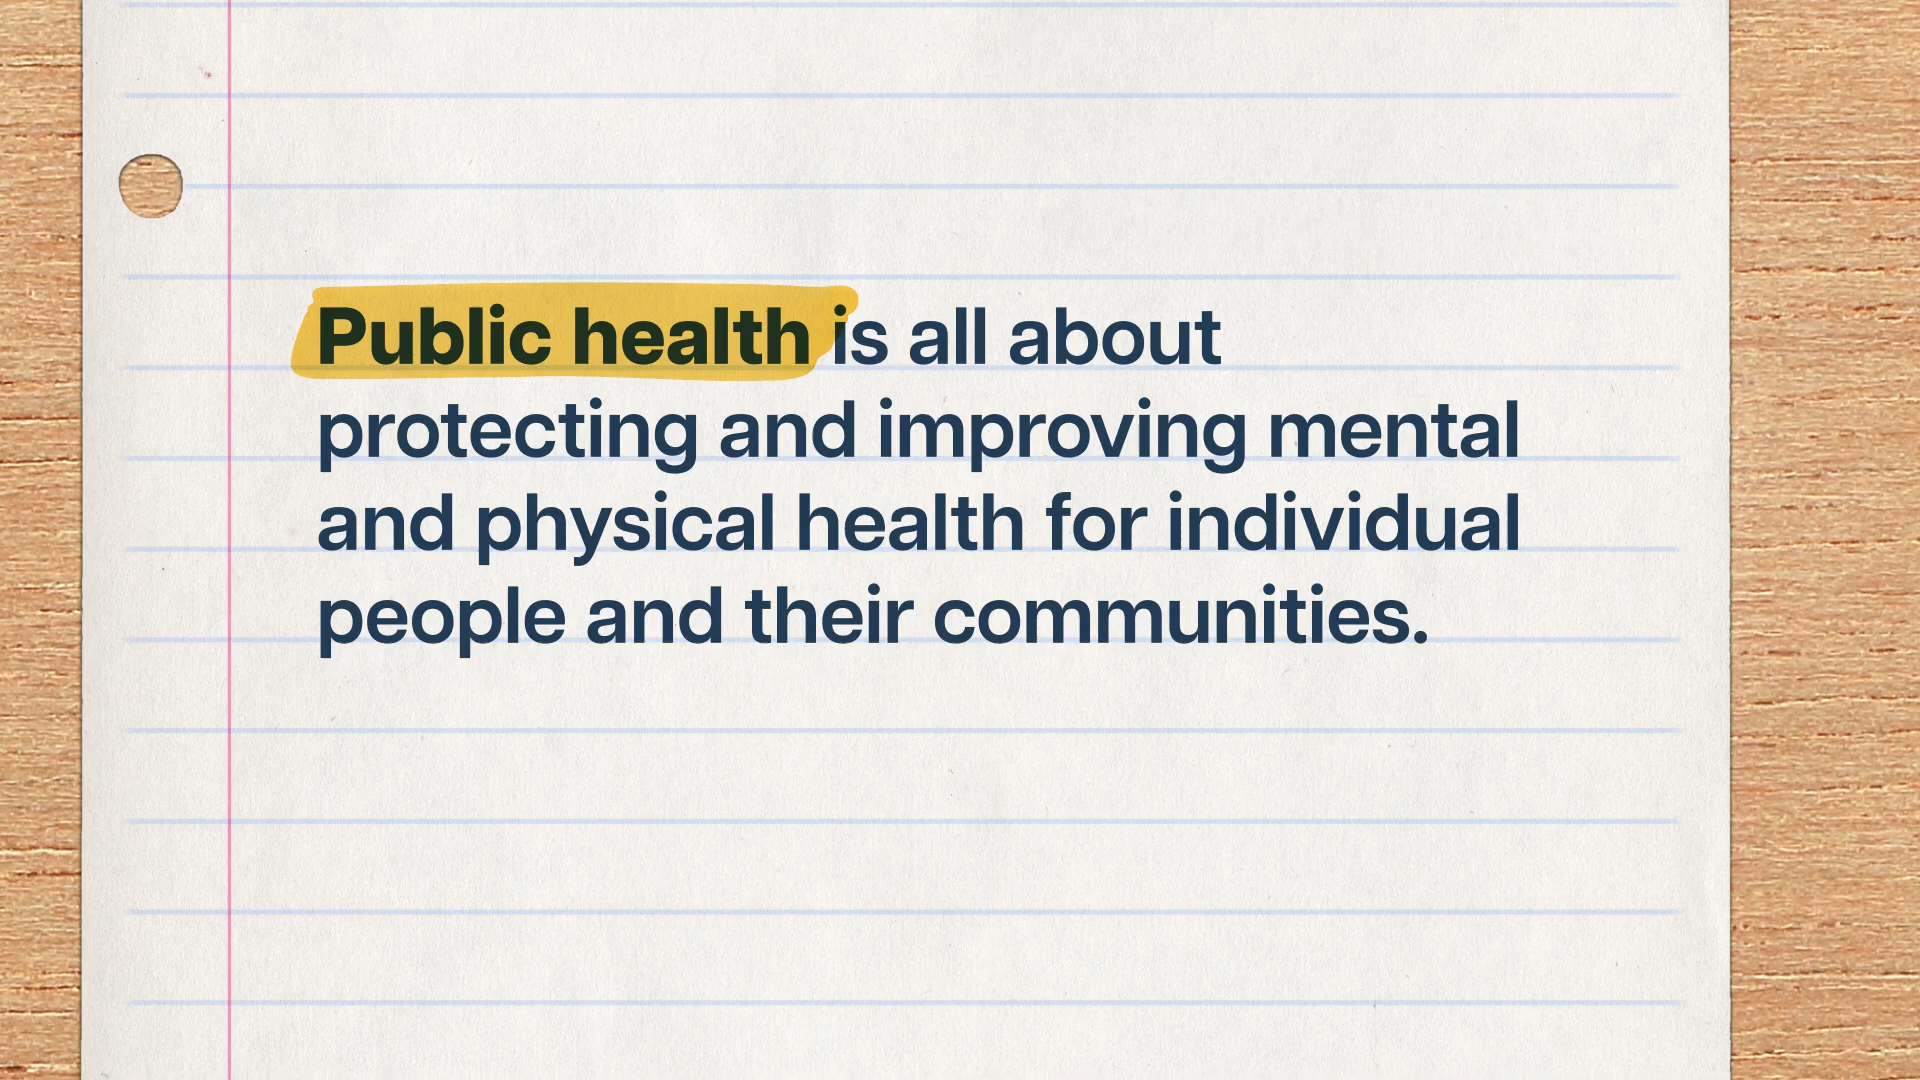 Public health is all about
protecting and improving mental
and physical health for individual
people and their communities.